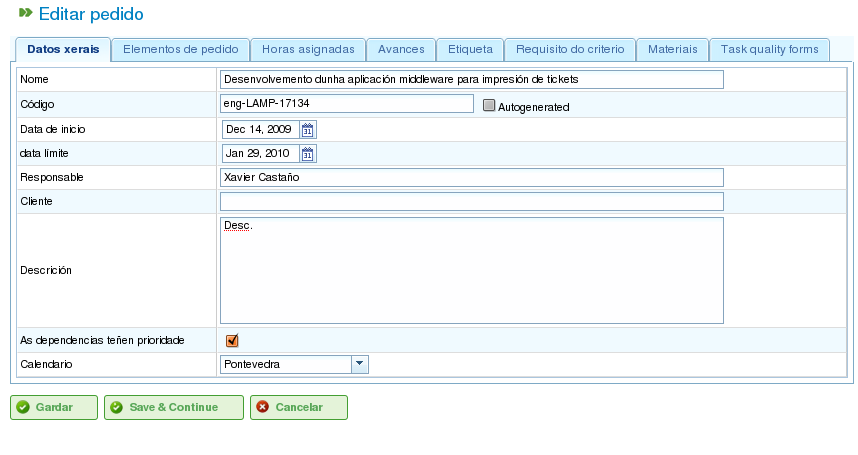 Editar pedido
Datos xerais Elementos de pedido Horas asignadas Avances Etiqueta Requisito do criterio Materiais Task quality forms
Nome Desenvolvemento dunha aplicación middleware para impresión de tickets
Código eng-LAMP-17134 Autogenerated
Data de inicio Dec 14, 2009 31
data límite Jan 29, 2010 31
Responsable Xavier Castaño
Cliente
Descrición Desc.
As dependencias teñen prioridade
Calendario Pontevedra
Gardar Save & Continue Cancelar